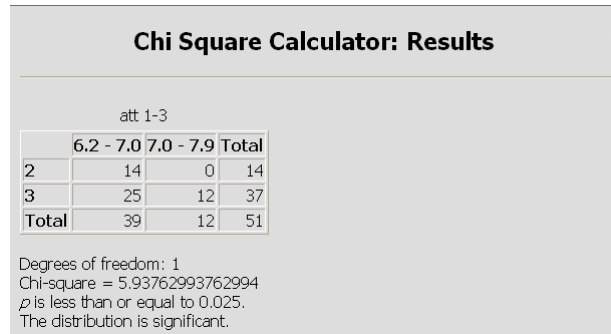 Chi Square Calculator: Results
att 1-3
6.2 - 7.0 7.0 - 7.9 Total
2 14 0 14
3 25 12 37
Total 39 12 51
Degrees of freedom: 1
Chi-square = 5.93762993762994
p is less than or equal to 0.025.
The distribution is significant.